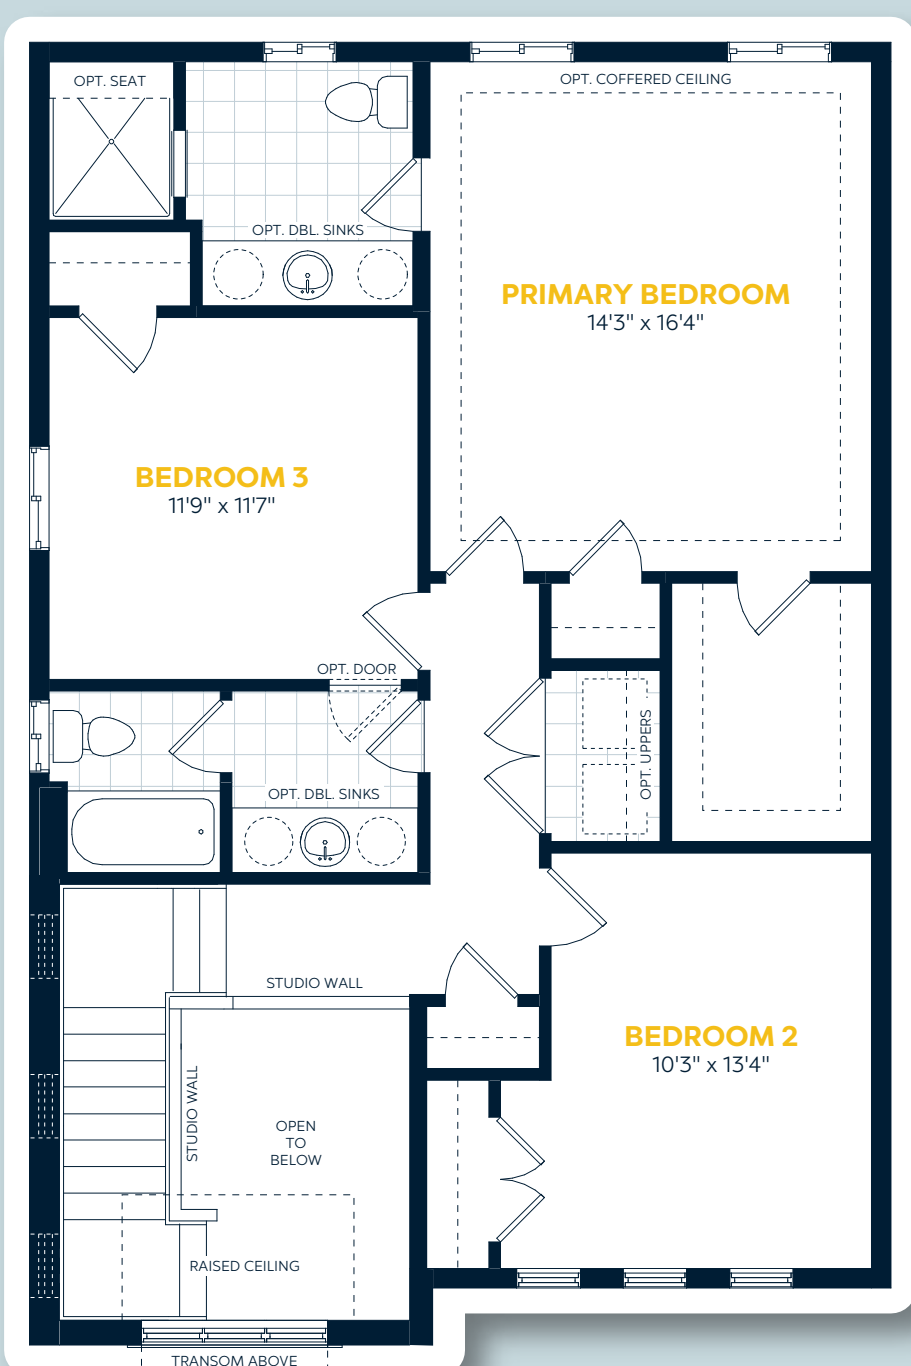 OPT. SEAT
OPT. COFFERED CEILING
OPT. DBL. SINKS
PRIMARY BEDROOM
14'3" x 16'4"
BEDROOM 3
11'9" x 11'7"
OPT. DOOR
OPT. UPPERS
OPT. DBL. SINKS
STUDIO WALL
BEDROOM 2
10'3" x 13'4"
STUDIO WALL
OPEN
TO
BELOW
RAISED CEILING
TRANSOM ABOVE